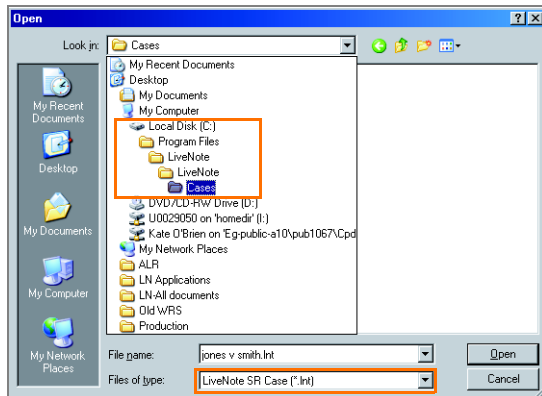 Open
Look in:
Cases
My Recent Documents
Desktop
My Documents
My Computer
Local Disk (C:)
Program Files
LiveNote
LiveNote
Cases
DVD/CD-RW Drive (D:)
U0029050 on 'homedir' (I:)
Kate O'Brien on 'Eg-public-a10\pub1067\Cpd
My Network Places
ALR
LN Applications
LN-All documents
Old WRS
Production
My Recent
Documents
Desktop
My Documents
My Computer
My Network
Places
File name:
jones v smith.lnt
Open
Files of type:
LiveNote SR Case (*.lnt)
Cancel